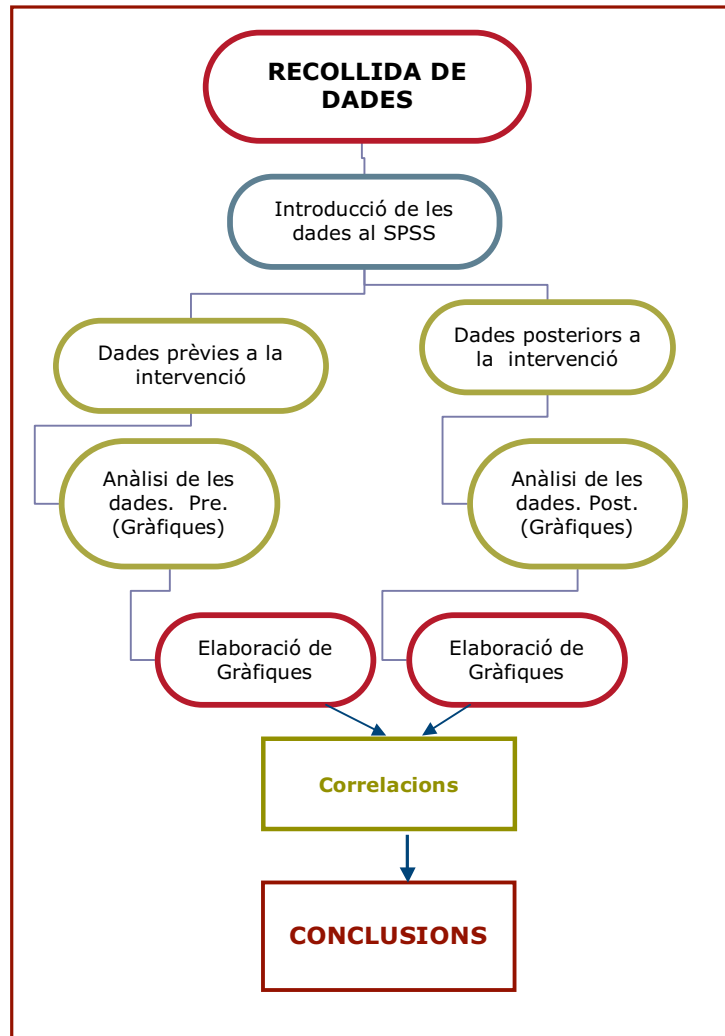 RECOLLIDA DE
DADES
Introducció de les
dades al SPSS
Dades prèvies a la
intervenció
Dades posteriors a
la intervenció
Anàlisi de les
dades. Pre.
(Gràfiques)
Anàlisi de les
dades. Post.
(Gràfiques)
Elaboració de
Gràfiques
Elaboració de
Gràfiques
Correlacions
CONCLUSIONS